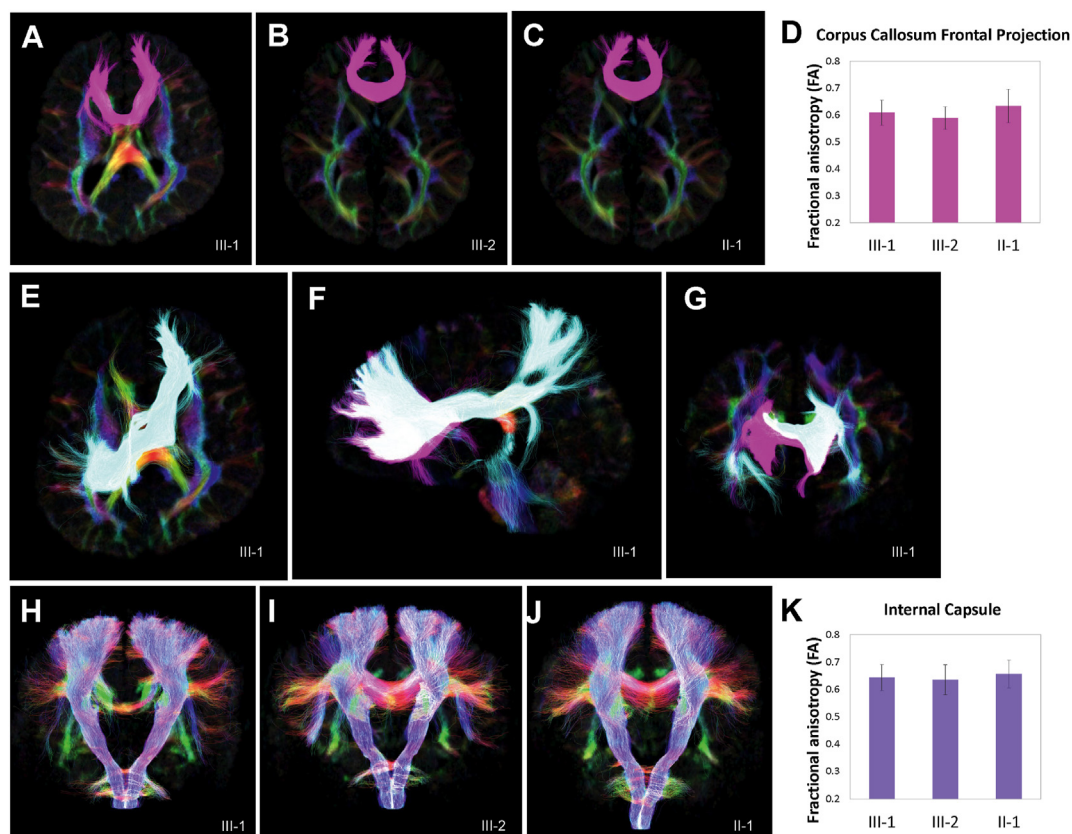 A
III-1
B
III-2
C
II-1
D
Corpus Callosum Frontal Projection
Fractional anisotropy (FA)
0.8
0.7
0.6
0.5
0.4
0.3
0.2
III-1 III-2 II-1
E
III-1
F
III-1
G
III-1
H
III-1
I
III-2
J
II-1
K
Internal Capsule
Fractional anisotropy (FA)
0.8
0.7
0.6
0.5
0.4
0.3
0.2
III-1 III-2 II-1